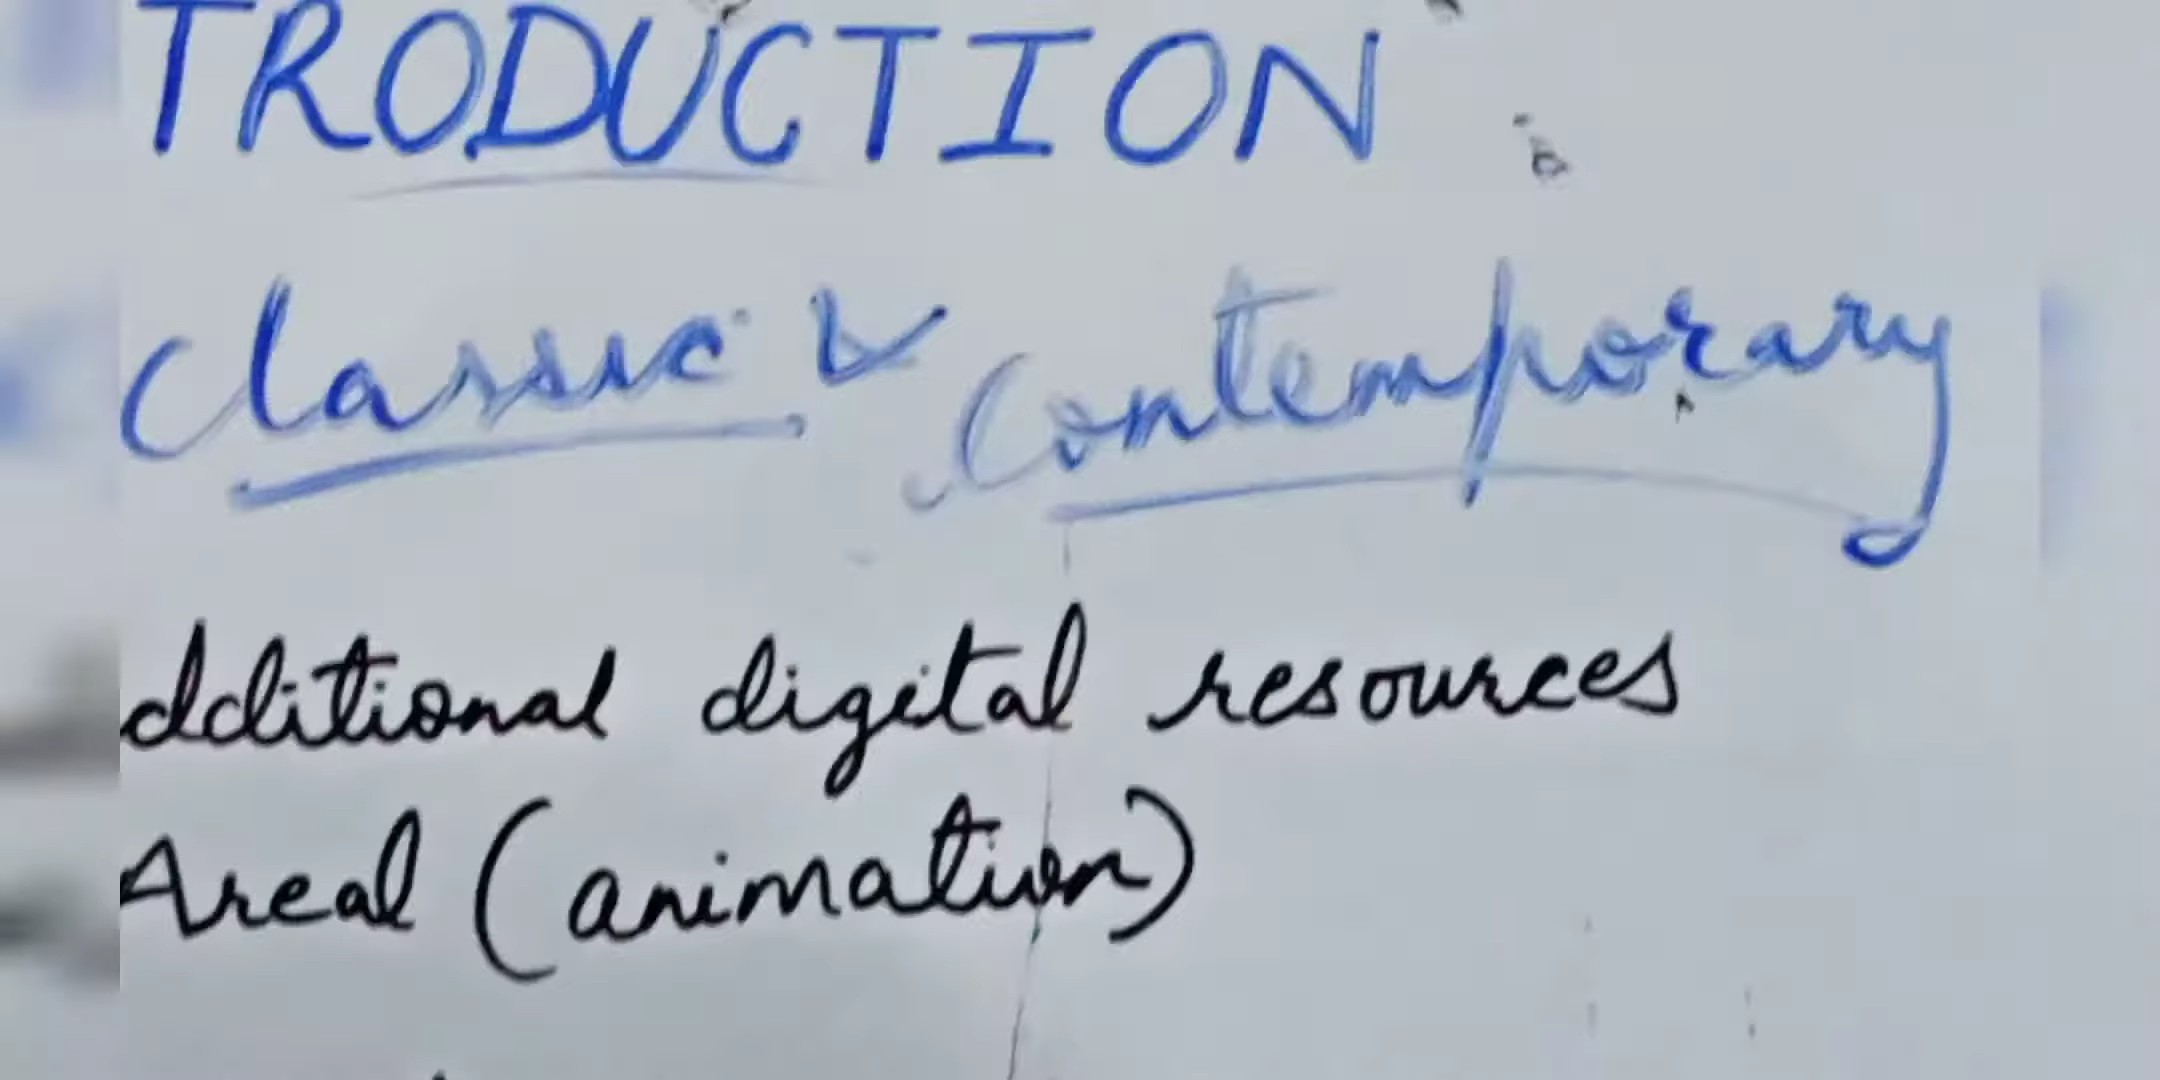 TRODUCTION
Classic & Contemporary
dditional digital resources
Areal (animation)